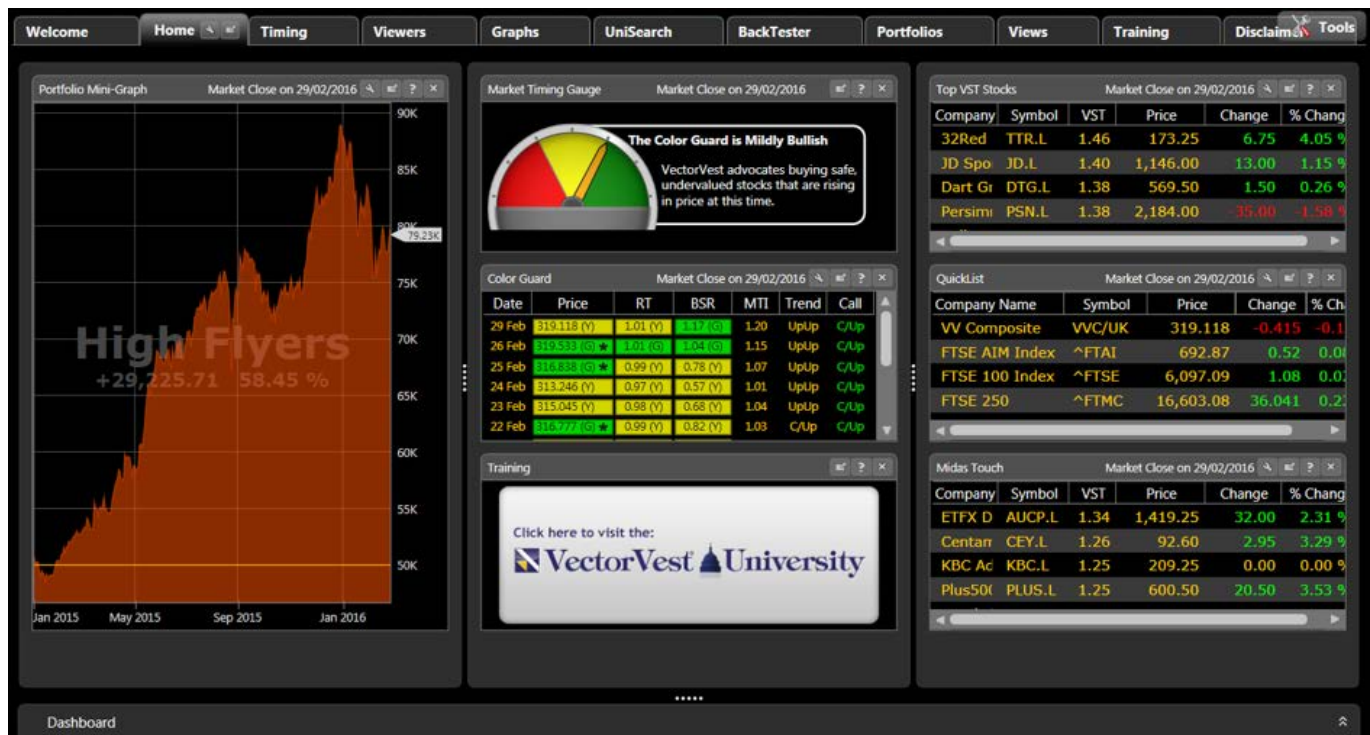 Welcome Home Timing Viewers Graphs UniSearch BackTester Portfolios Views Training Disclaimer Tools
Portfolio Mini-Graph Market Close on 29/02/2016 ?
90K
85K
80K
79.23K
75K
70K
65K
60K
55K
50K
High Flyers
+29,225.71 58.45 %
Jan 2015 May 2015 Sep 2015 Jan 2016
Market Timing Gauge Market Close on 29/02/2016 ?
The Color Guard is Mildly Bullish
VectorVest advocates buying safe,
undervalued stocks that are rising
in price at this time.
Color Guard Market Close on 29/02/2016 ?
Date Price RT BSR MTI Trend Call
29 Feb 319.118 (Y) 1.01 (Y) 1.17 (G) 1.20 UpUp C/Up
26 Feb 319.533 (G) ★ 1.01 (G) 1.04 (G) 1.15 UpUp C/Up
25 Feb 316.838 (G) ★ 0.99 (Y) 0.78 (Y) 1.07 UpUp C/Up
24 Feb 313.246 (Y) 0.97 (Y) 0.57 (Y) 1.01 UpUp C/Up
23 Feb 315.045 (Y) 0.98 (Y) 0.68 (Y) 1.04 UpUp C/Up
22 Feb 316.777 (G) ★ 0.99 (Y) 0.82 (Y) 1.03 C/Up C/Up
Training ?
Click here to visit the:
VectorVest University
Top VST Stocks Market Close on 29/02/2016 ?
Company Symbol VST Price Change % Chang
32Red TTR.L 1.46 173.25 6.75 4.05 %
JD Spo JD.L 1.40 1,146.00 13.00 1.15 %
Dart Gr DTG.L 1.38 569.50 1.50 0.26 %
Persim PSN.L 1.38 2,184.00 -35.00 -1.58 %
QuickList Market Close on 29/02/2016 ?
Company Name Symbol Price Change % Ch
VV Composite VVC/UK 319.118 -0.415 -0.1
FTSE AIM Index ^FTAI 692.87 0.52 0.0
FTSE 100 Index ^FTSE 6,097.09 1.08 0.0
FTSE 250 ^FTMC 16,603.08 36.041 0.2
Midas Touch Market Close on 29/02/2016 ?
Company Symbol VST Price Change % Chang
ETFX D AUCP.L 1.34 1,419.25 32.00 2.31 %
Centam CEY.L 1.26 92.60 2.95 3.29 %
KBC Ad KBC.L 1.25 209.25 0.00 0.00 %
Plus50 PLUS.L 1.25 600.50 20.50 3.53 %
Dashboard